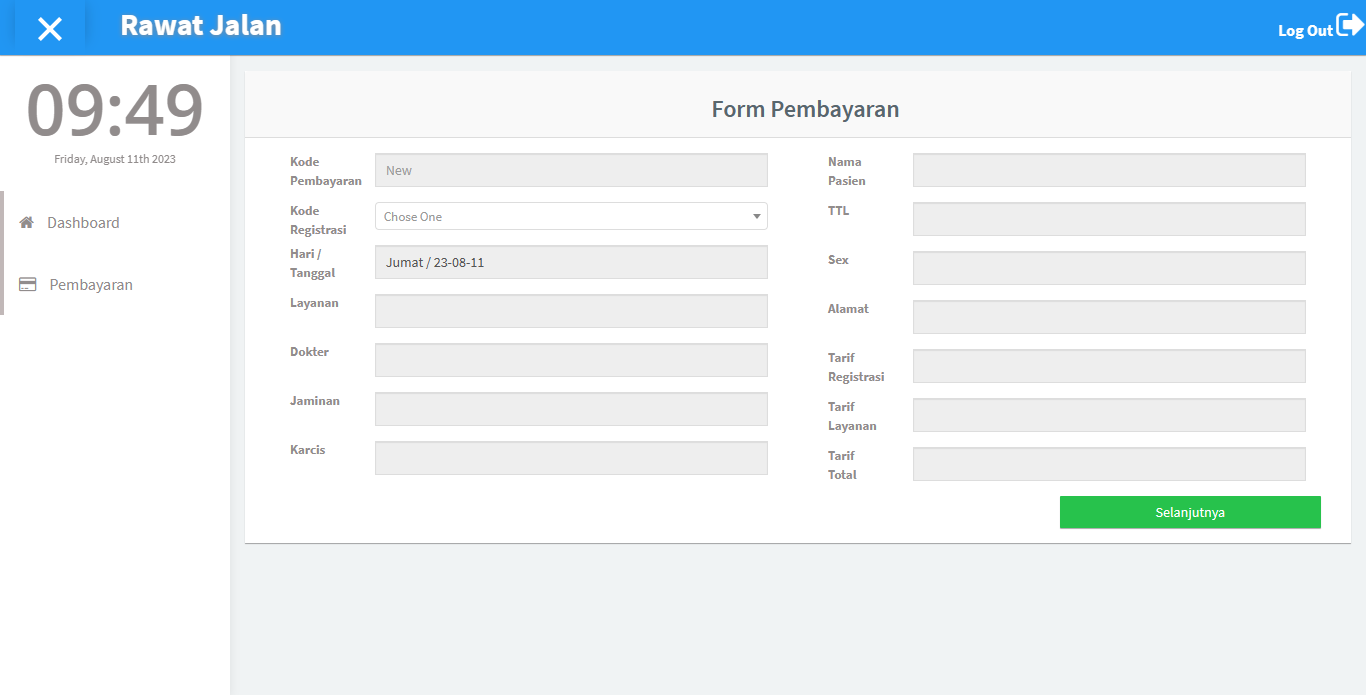 Rawat Jalan
Log Out
09:49
Friday, August 11th 2023
Dashboard
Pembayaran
Form Pembayaran
Kode
Pembayaran
New
Kode
Registrasi
Chose One
Hari /
Tanggal
Jumat / 23-08-11
Layanan
Dokter
Jaminan
Karcis
Nama
Pasien
TTL
Sex
Alamat
Tarif
Registrasi
Tarif
Layanan
Tarif
Total
Selanjutnya